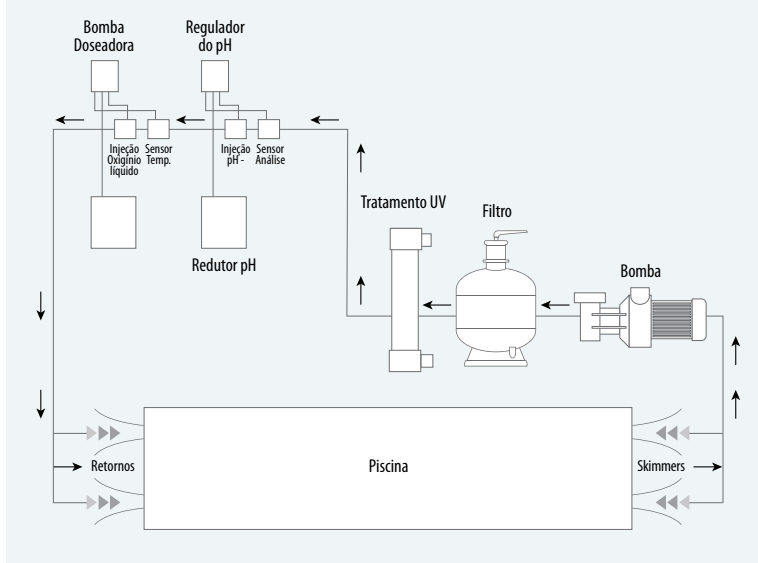 Bomba
Doseadora
Regulador
do pH
Injeção
Oxigínio
líquido
Sensor
Temp.
Injeção
pH -
Sensor
Análise
Redutor pH
Tratamento UV
Filtro
Bomba
Retornos
Piscina
Skimmers